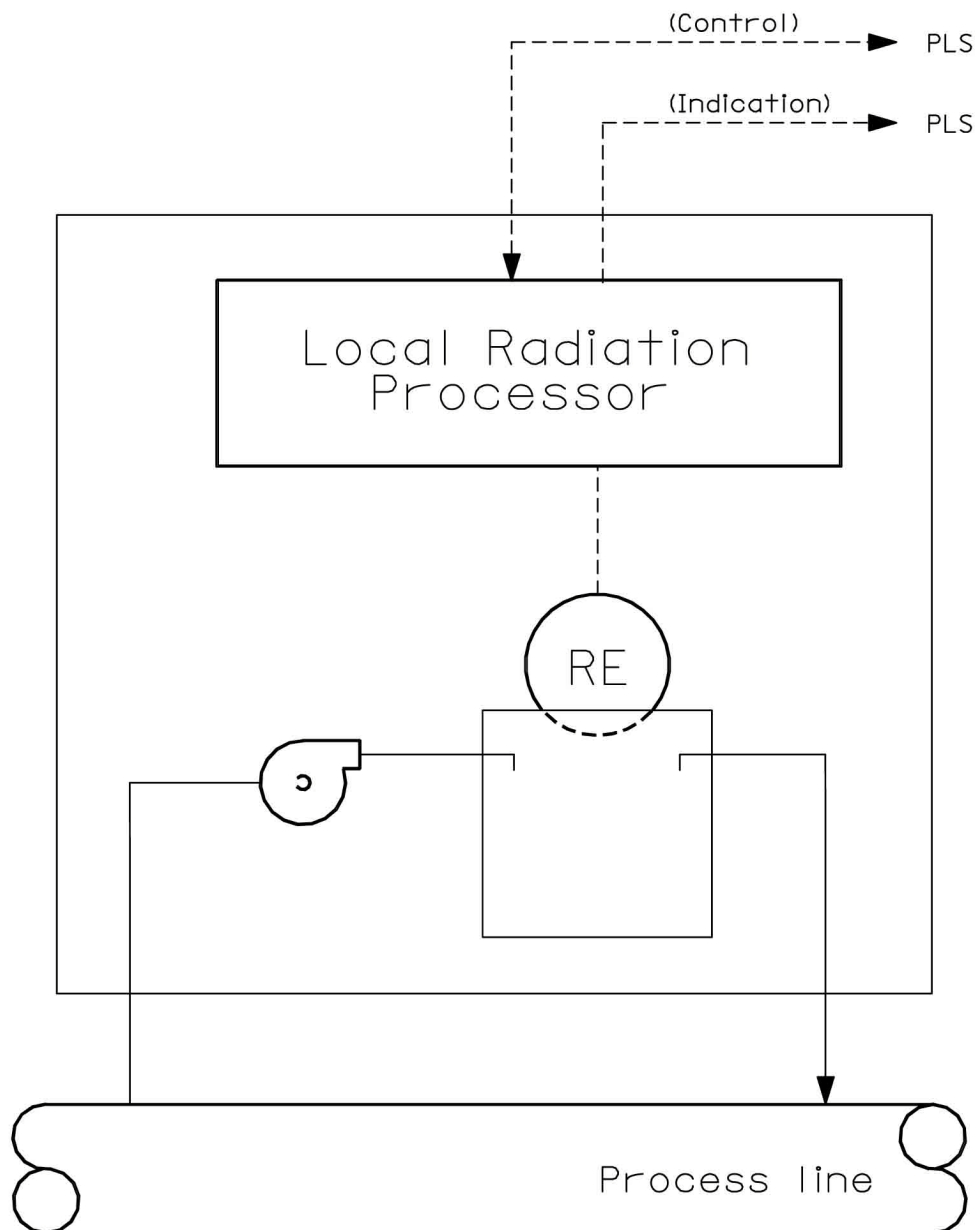 (Control)
PLS
(Indication)
PLS
Local Radiation
Processor
RE
Process line